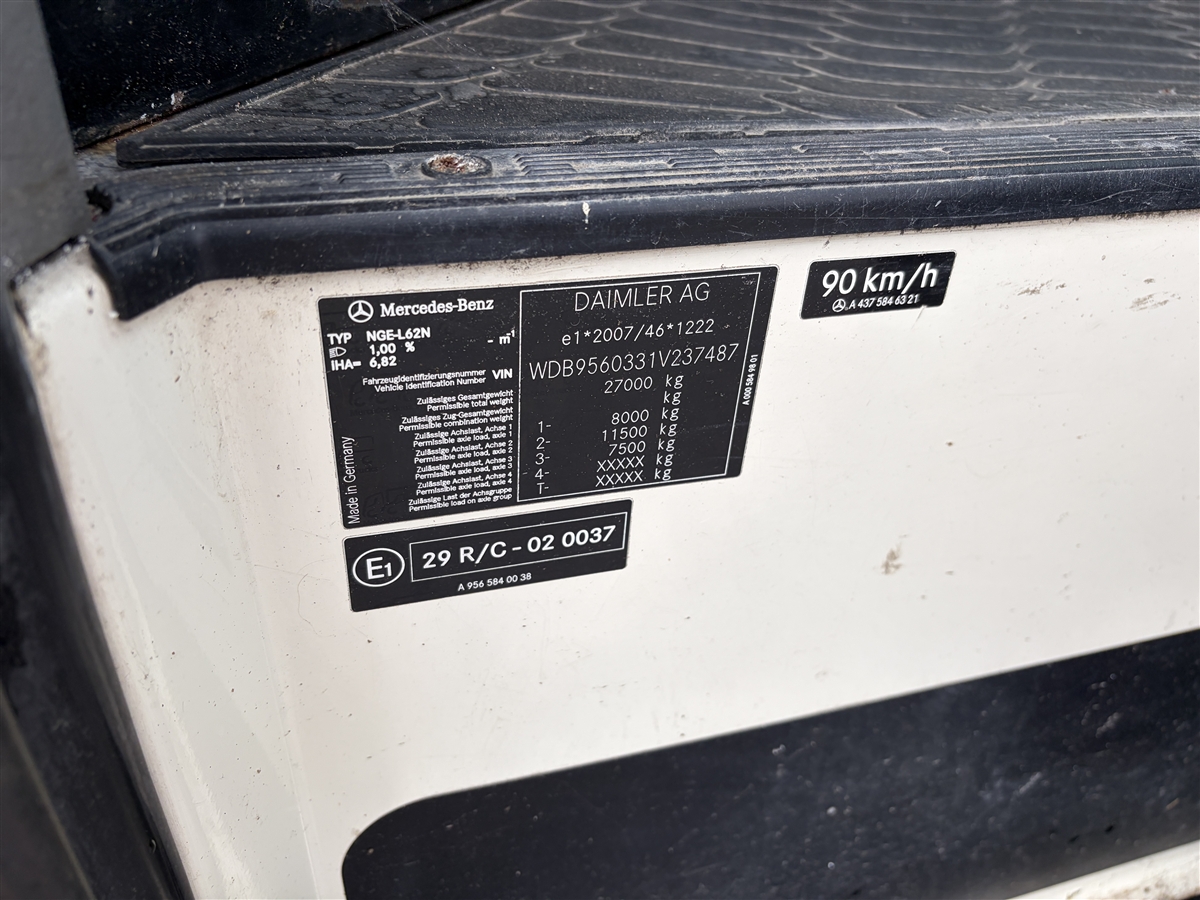 Mercedes-Benz
TYP NGE-L62N - m⁻¹
1,00 %
IHA= 6,82
Fahrzeugidentifizierungsnummer
Vehicle Identification Number VIN
Zulässiges Gesamtgewicht
Permissible total weight
Zulässiges Zug-Gesamtgewicht
Permissible combination weight
Zulässige Achslast, Achse 1
Permissible axle load, axle 1
Zulässige Achslast, Achse 2
Permissible axle load, axle 2
Zulässige Achslast, Achse 3
Permissible axle load, axle 3
Zulässige Achslast, Achse 4
Permissible axle load, axle 4
Zulässige Last der Achsgruppe
Permissible load on axle group
Made in Germany
DAIMLER AG
e1*2007/46*1222
WDB9560331V237487
27000 kg
kg
1- 8000 kg
2- 11500 kg
3- 7500 kg
4- XXXXX kg
T- XXXXX kg
A 000 584 98 01
90 km/h
A 437 584 63 21
E1 29 R/C - 02 0037
A 956 584 00 38